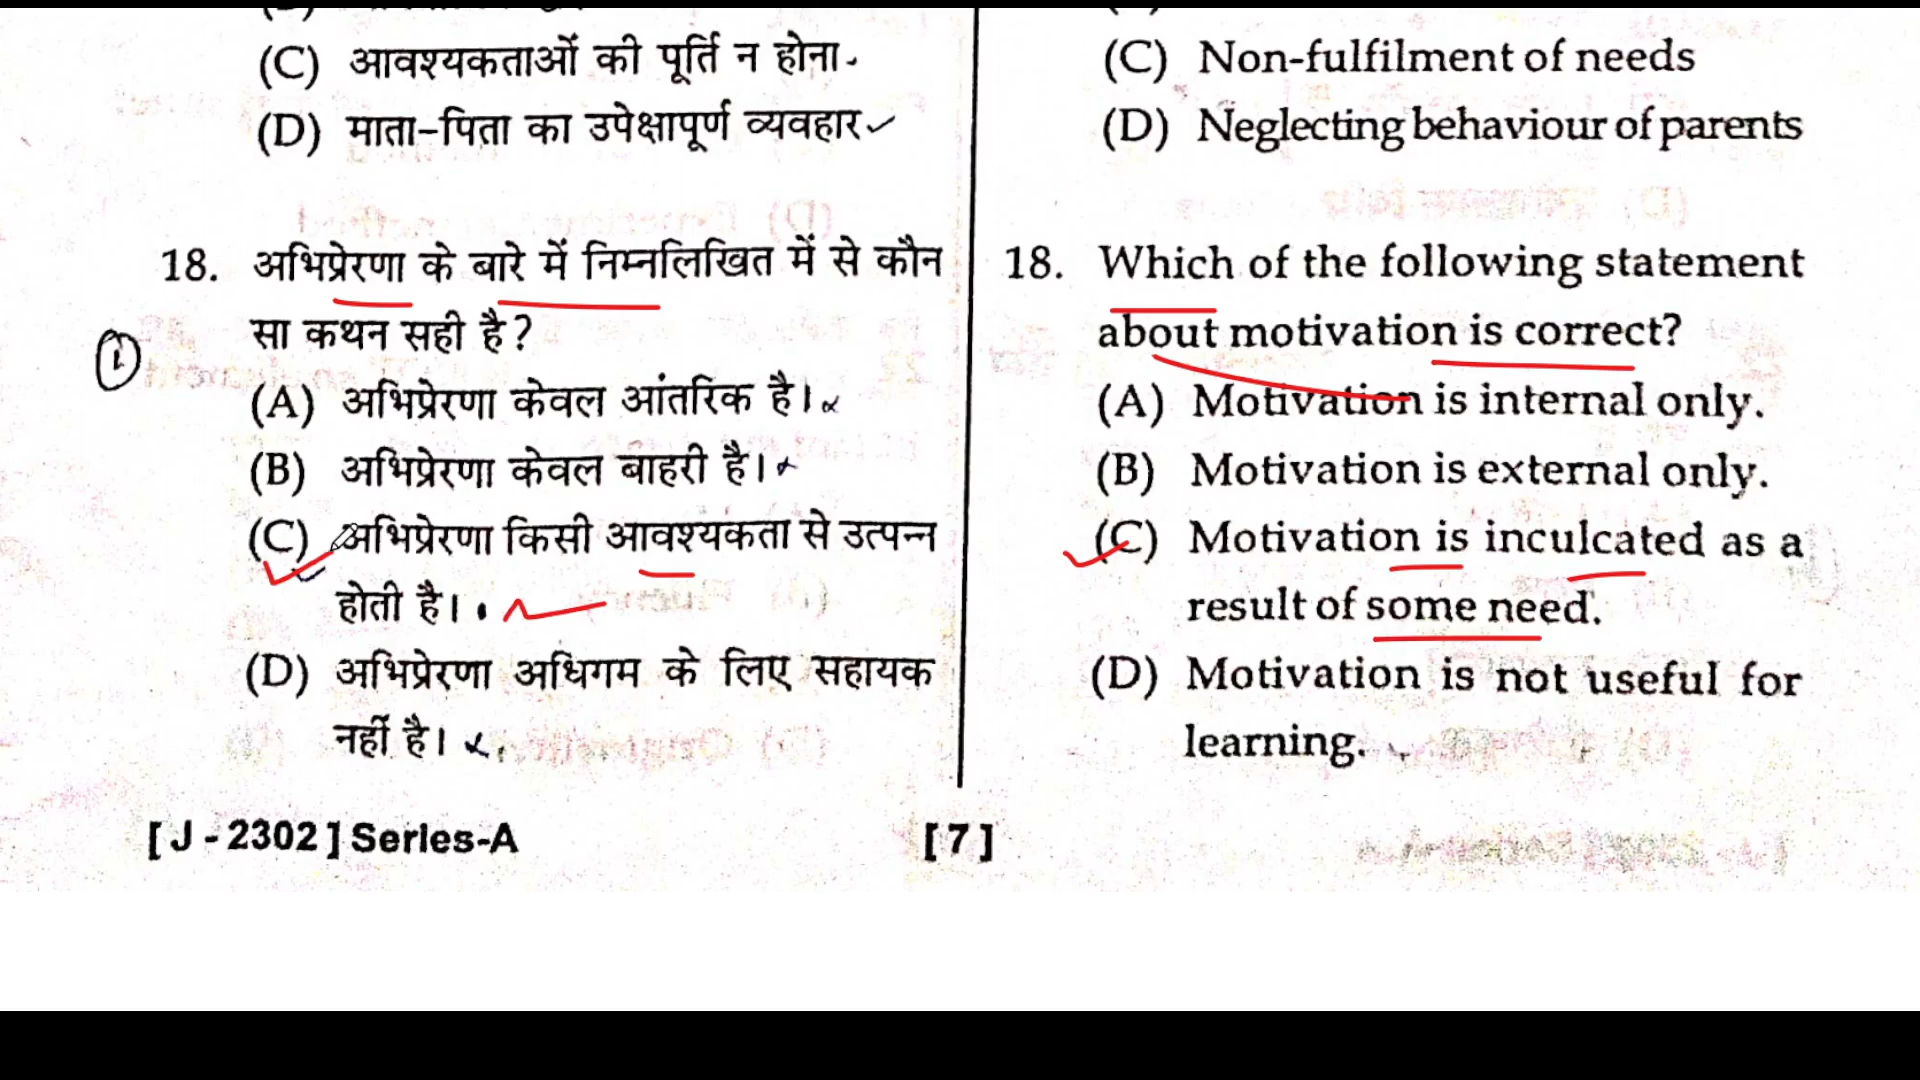 (C) आवश्यकताओं की पूर्ति न होना
(D) माता-पिता का उपेक्षापूर्ण व्यवहार
18. अभिप्रेरणा के बारे में निम्नलिखित में से कौन
सा कथन सही है?
(A) अभिप्रेरणा केवल आंतरिक है।
(B) अभिप्रेरणा केवल बाहरी है।
(C) अभिप्रेरणा किसी आवश्यकता से उत्पन्न
होती है।
(D) अभिप्रेरणा अधिगम के लिए सहायक
नहीं है।
(C) Non-fulfilment of needs
(D) Neglecting behaviour of parents
18. Which of the following statement
about motivation is correct?
(A) Motivation is internal only.
(B) Motivation is external only.
(C) Motivation is inculcated as a
result of some need.
(D) Motivation is not useful for
learning.
[ J - 2302 ] Series-A
[ 7 ]